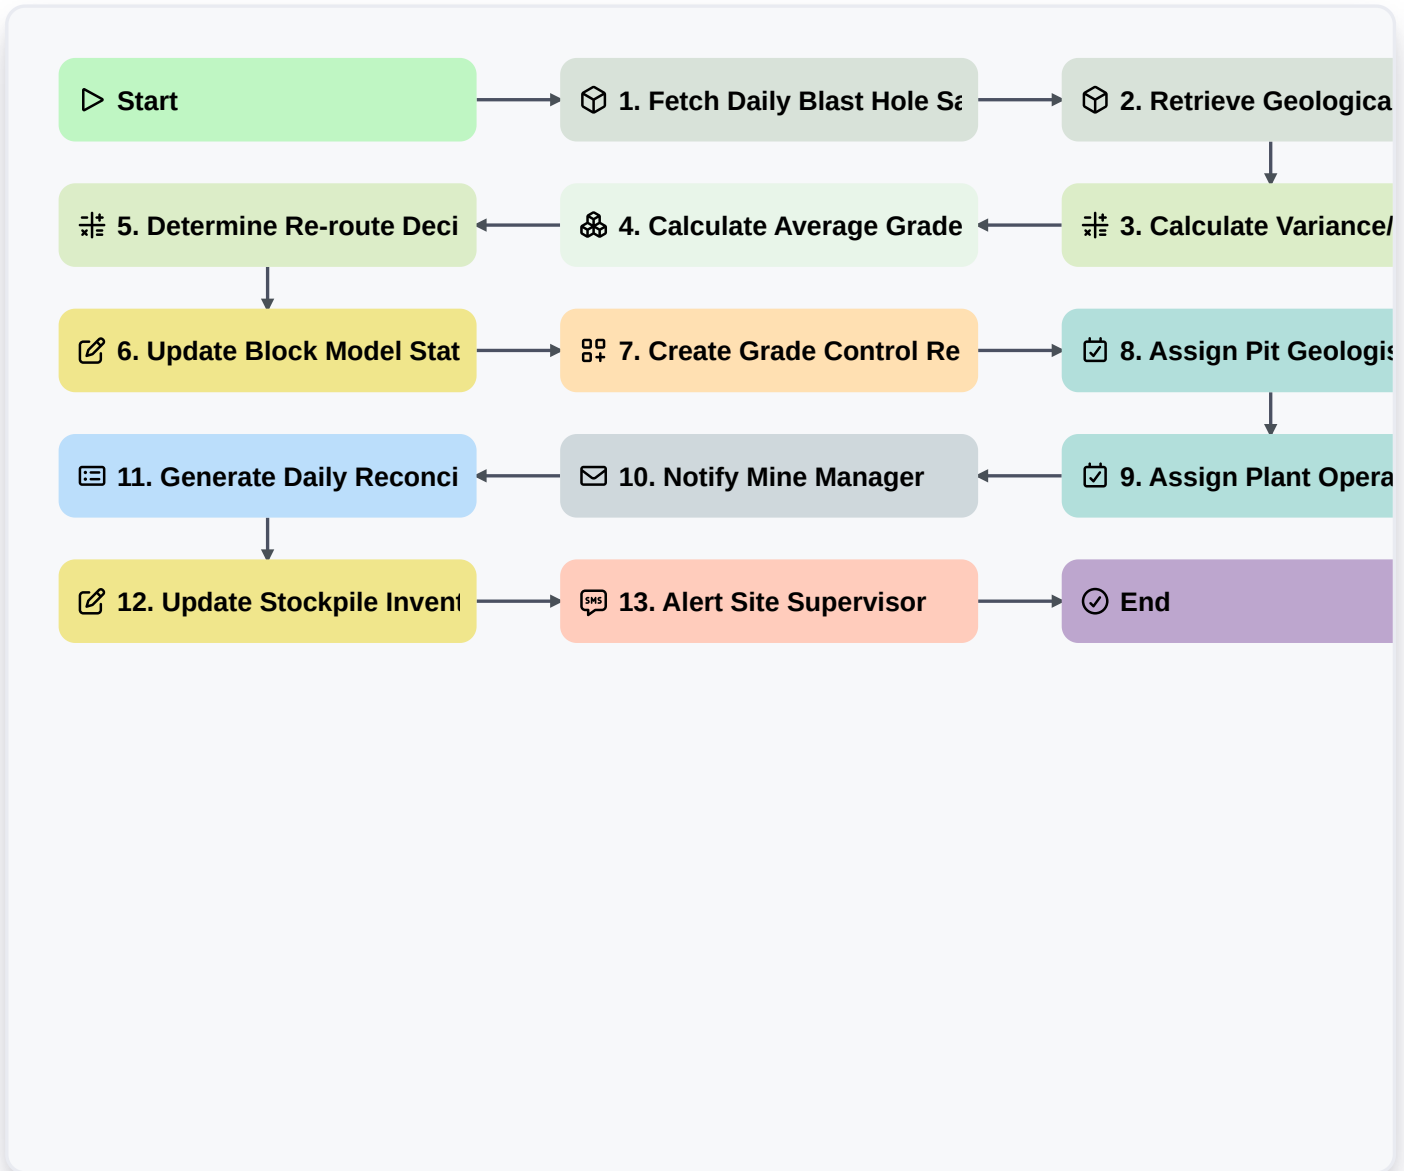 Start
1. Fetch Daily Blast Hole Sa
2. Retrieve Geologica
5. Determine Re-route Deci
4. Calculate Average Grade
3. Calculate Variance/
6. Update Block Model Stat
7. Create Grade Control Re
8. Assign Pit Geologis
11. Generate Daily Reconci
10. Notify Mine Manager
9. Assign Plant Opera
12. Update Stockpile Invent
SMS
13. Alert Site Supervisor
End